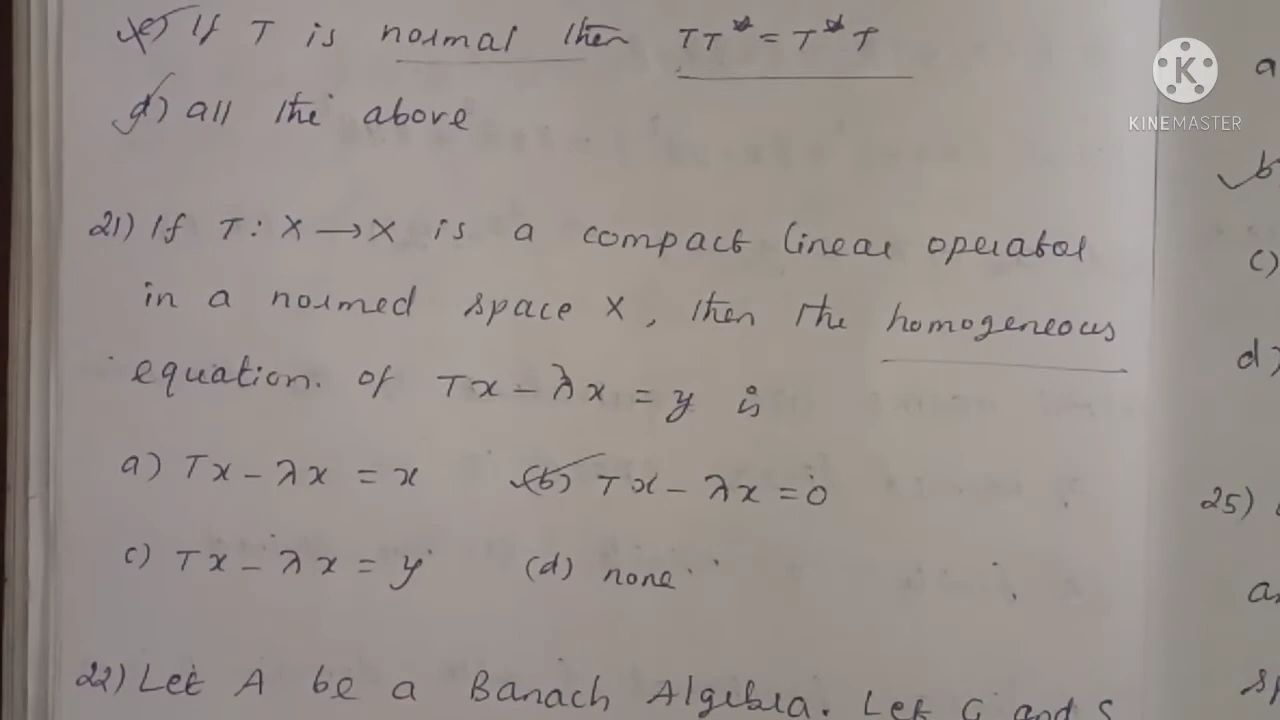 (c) If T is normal then TT* = T*T
d) all the above
21) If T : X → X is a compact linear operator
in a normed space X, then the homogeneous
equation. of Tx - λx = y is
a) Tx - λx = x (b) Tx - λx = 0
c) Tx - λx = y (d) none
22) Let A be a Banach Algebra. Let G and S
a
b
c)
d)
25)
K
KINEMASTER